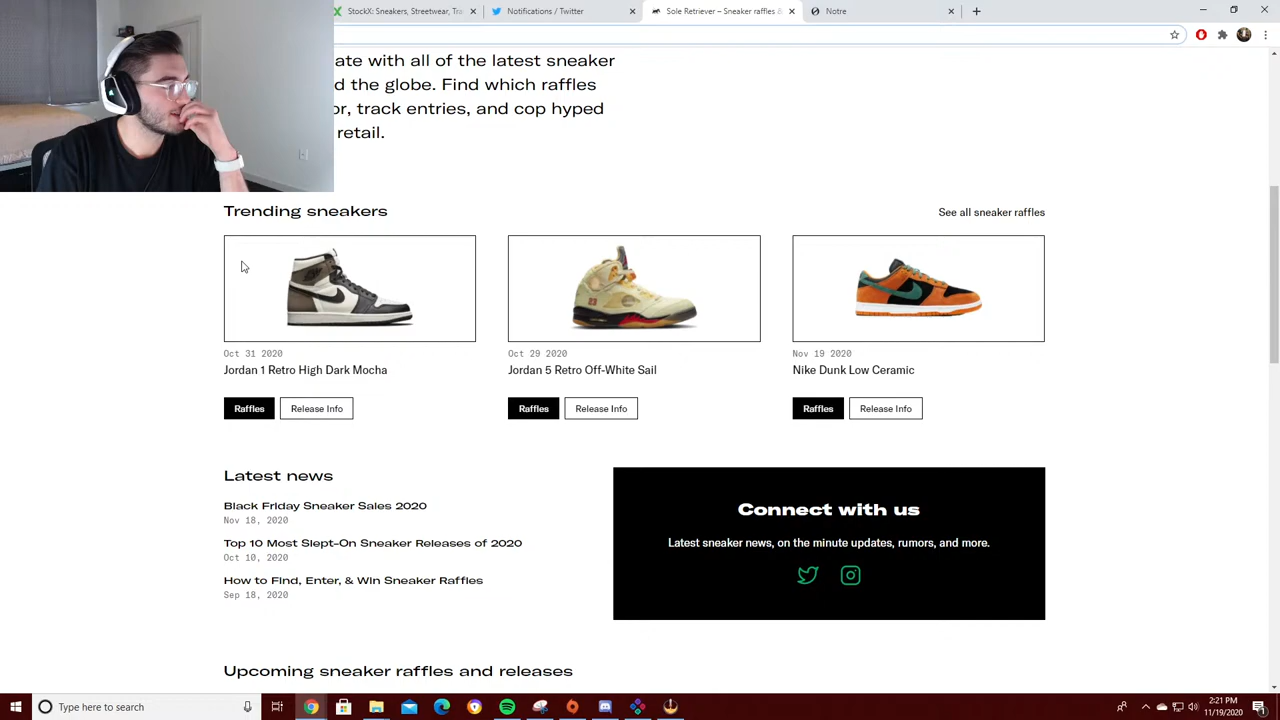 StockX: Sneakers, Streetwear, Tra
Notifications / Twitter
Sole Retriever – Sneaker raffles &
Notre
ate with all of the latest sneaker
d the globe. Find which raffles
or, track entries, and cop hyped
retail.
Trending sneakers
See all sneaker raffles
Oct 31 2020
Jordan 1 Retro High Dark Mocha
Raffles
Release Info
Oct 29 2020
Jordan 5 Retro Off-White Sail
Raffles
Release Info
Nov 19 2020
Nike Dunk Low Ceramic
Raffles
Release Info
Latest news
Black Friday Sneaker Sales 2020
Nov 18, 2020
Top 10 Most Slept-On Sneaker Releases of 2020
Oct 10, 2020
How to Find, Enter, & Win Sneaker Raffles
Sep 18, 2020
Connect with us
Latest sneaker news, on the minute updates, rumors, and more.
Upcoming sneaker raffles and releases
Type here to search
2:21 PM
11/19/2020